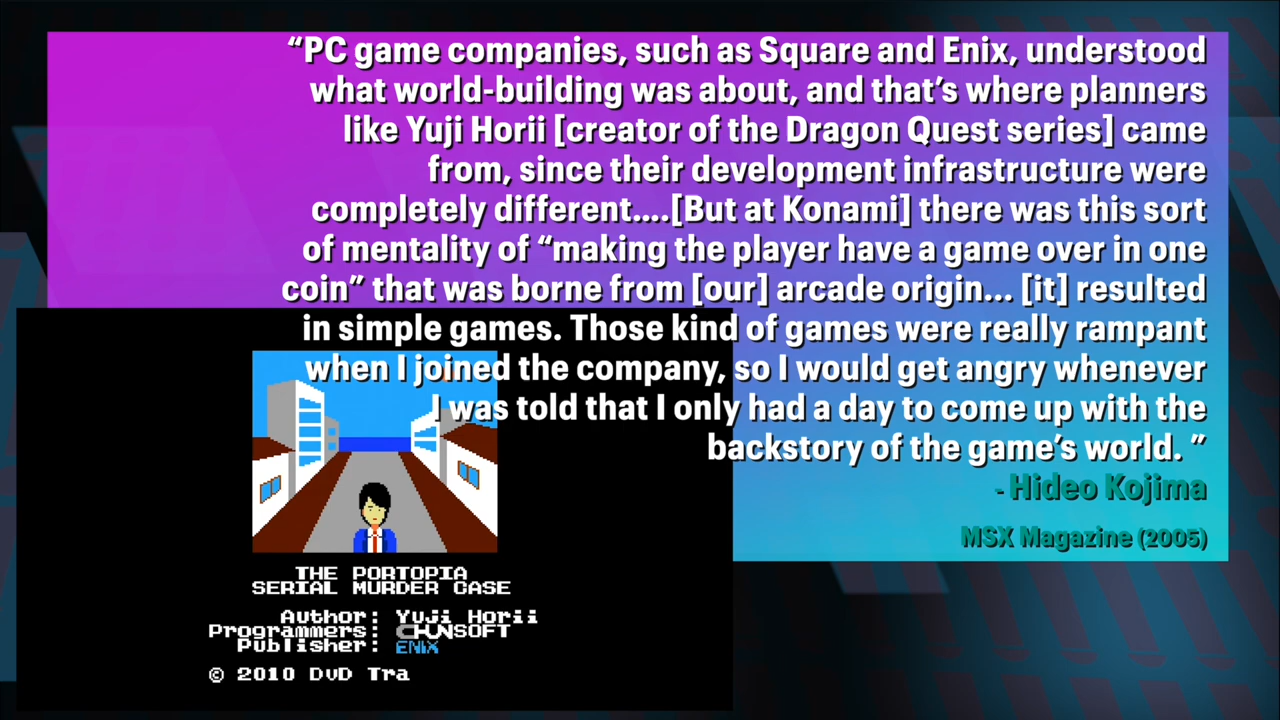 “PC game companies, such as Square and Enix, understood
what world-building was about, and that’s where planners
like Yuji Horii [creator of the Dragon Quest series] came
from, since their development infrastructure were
completely different....[But at Konami] there was this sort
of mentality of “making the player have a game over in one
coin” that was borne from [our] arcade origin... [it] resulted
in simple games. Those kind of games were really rampant
when I joined the company, so I would get angry whenever
I was told that I only had a day to come up with the
backstory of the game’s world. ”
- Hideo Kojima
MSX Magazine (2005)
THE PORTOPIA
SERIAL MURDER CASE
Author: Yuji Horii
Programmers: CHUNSOFT
Publisher: ENIX
© 2010 DvD Tra